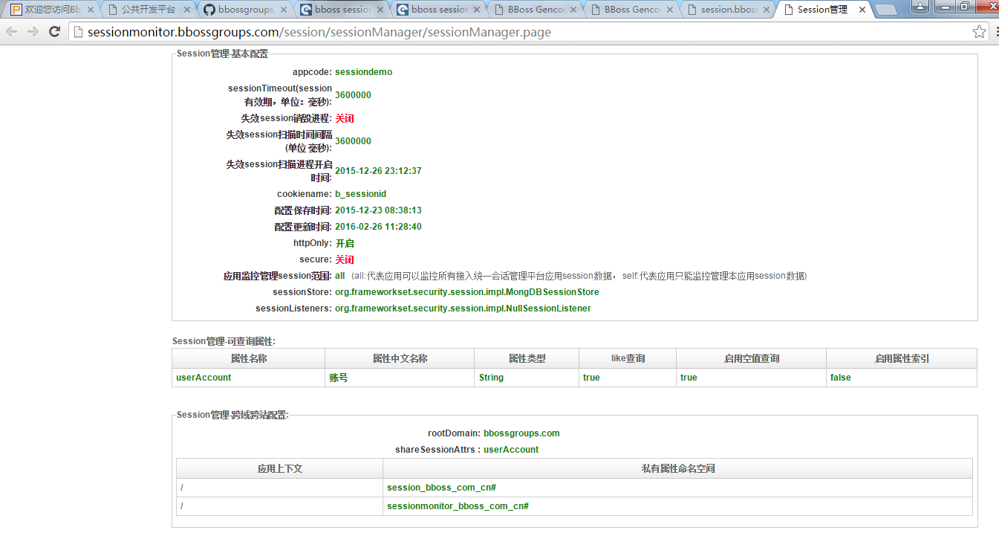 欢迎您访问Bb
公共开发平台
bbossgroups
bboss session
bboss session
BBoss Genco
BBoss Genco
session.bboss
Session管理
sessionmonitor.bbossgroups.com/session/sessionManager/sessionManager.page
Session管理-基本配置
appcode: sessiondemo
sessionTimeout(session
有效期，单位：毫秒):
3600000
失效session销毁进程: 关闭
失效session扫描时间间隔
(单位 毫秒):
3600000
失效session扫描进程开启
时间:
2015-12-26 23:12:37
cookiename: b_sessionid
配置保存时间: 2015-12-23 08:38:13
配置更新时间: 2016-02-26 11:28:40
httpOnly: 开启
secure: 关闭
应用监控管理session范围: all (all:代表应用可以监控所有接入统一会话管理平台应用session数据，self:代表应用只能监控管理本应用session数据)
sessionStore: org.frameworkset.security.session.impl.MongDBSessionStore
sessionListeners: org.frameworkset.security.session.impl.NullSessionListener
Session管理-可查询属性:
属性名称 属性中文名称 属性类型 like查询 启用空值查询 启用属性索引
userAccount 账号 String true true false
Session管理-跨域跨站配置:
rootDomain: bbossgroups.com
shareSessionAttrs : userAccount
应用上下文 私有属性命名空间
/ session_bboss_com_cn#
/ sessionmonitor_bboss_com_cn#